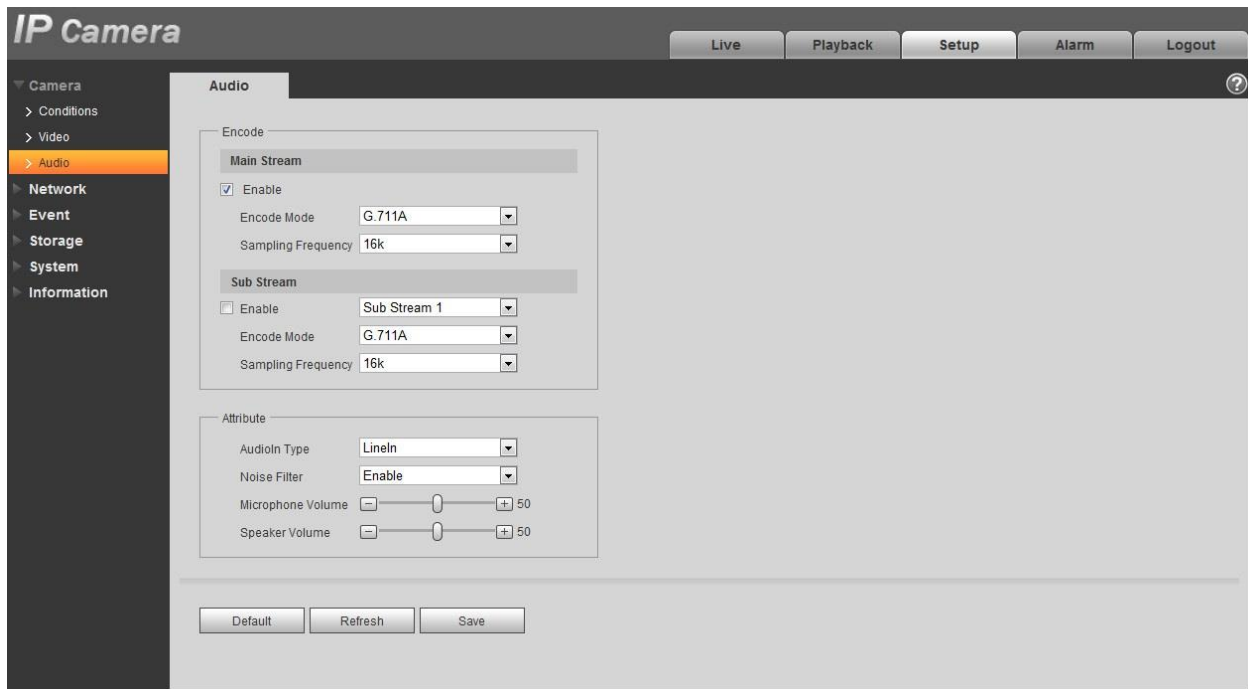 IP Camera
Live Playback Setup Alarm Logout
Camera
Conditions
Video
Audio
Network
Event
Storage
System
Information
Audio
?
Encode
Main Stream
Enable
Encode Mode G.711A
Sampling Frequency 16k
Sub Stream
Enable Sub Stream 1
Encode Mode G.711A
Sampling Frequency 16k
Attribute
AudioIn Type LineIn
Noise Filter Enable
Microphone Volume - + 50
Speaker Volume - + 50
Default Refresh Save